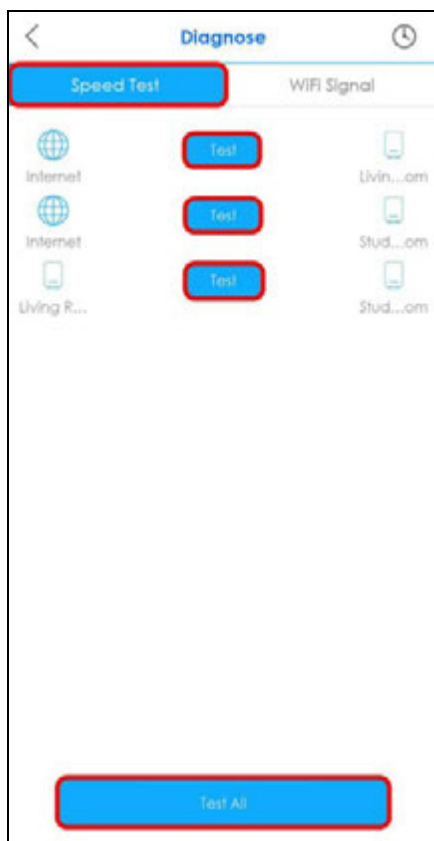 Diagnose
Speed Test WiFi Signal
Test
Internet Livin...om
Test
Internet Stud...om
Test
Living R... Stud...om
Test All